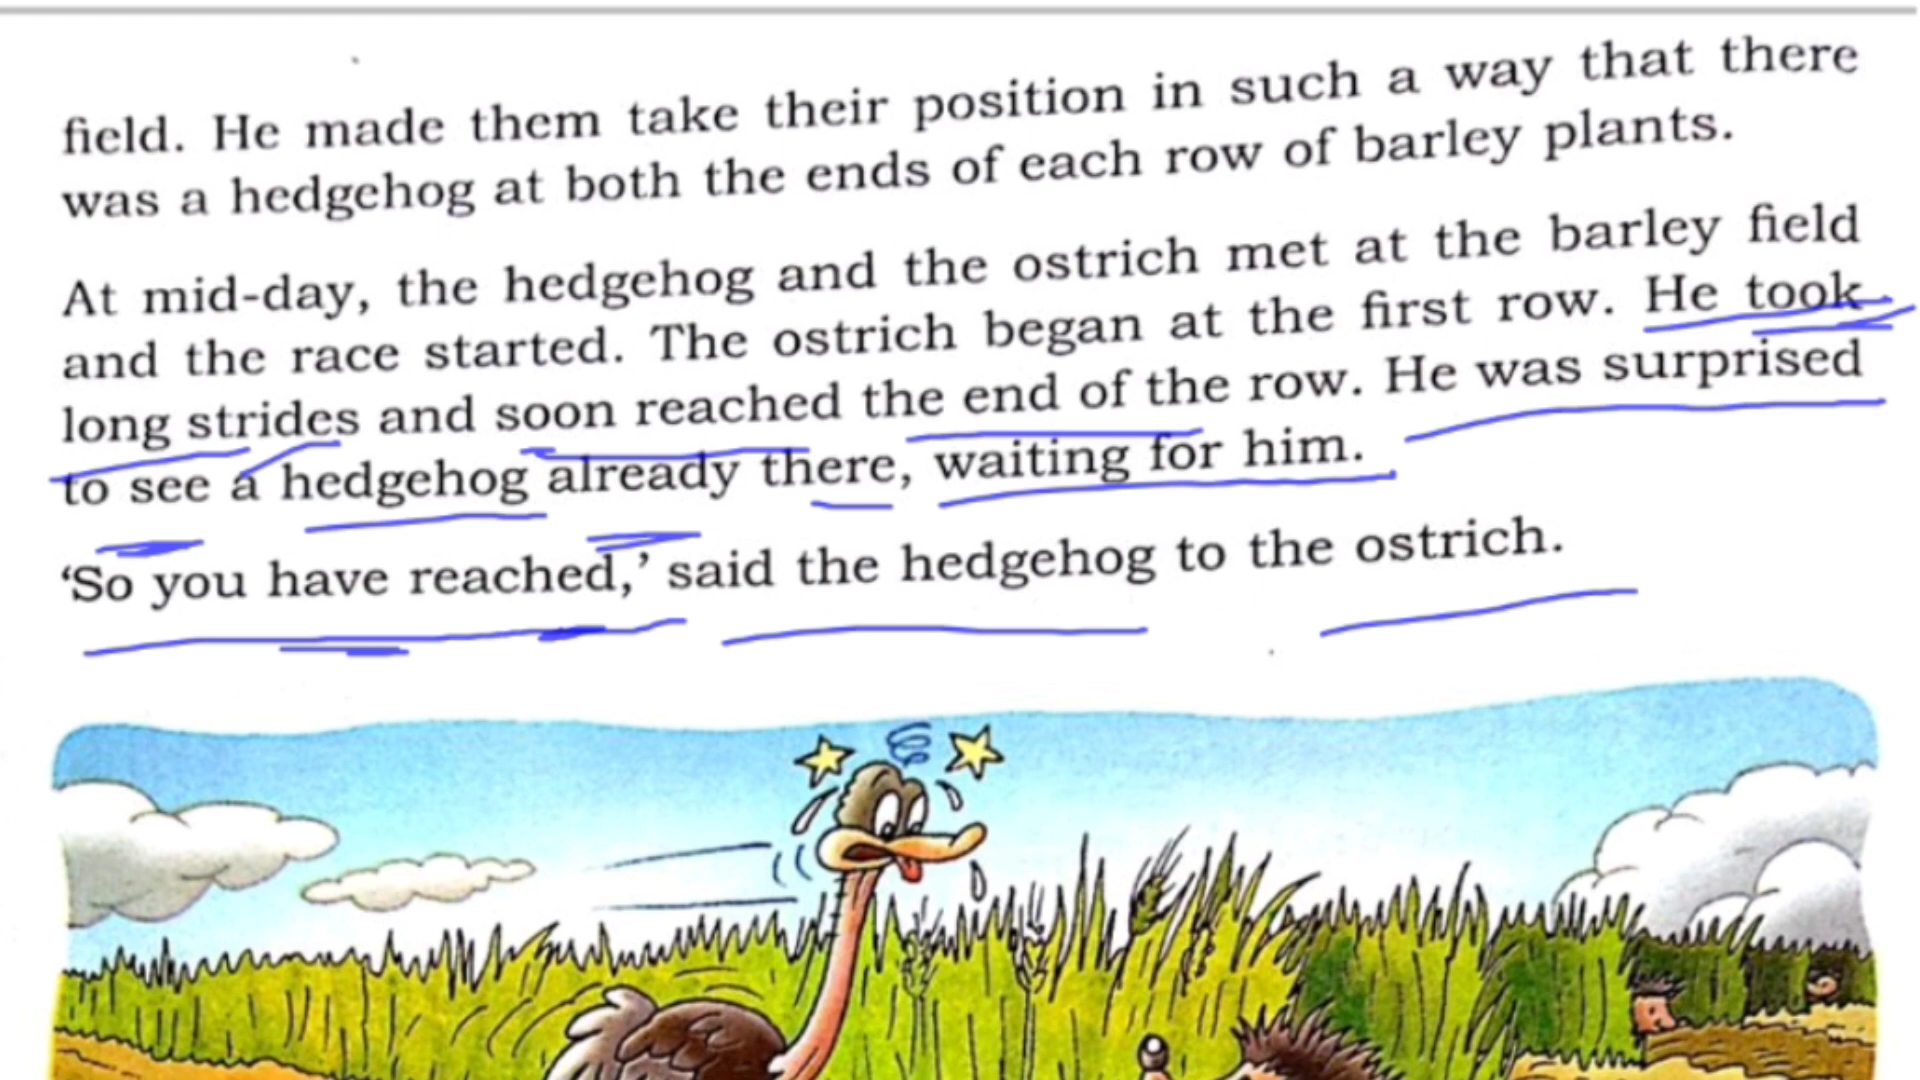 field. He made them take their position in such a way that there
was a hedgehog at both the ends of each row of barley plants.
At mid-day, the hedgehog and the ostrich met at the barley field
and the race started. The ostrich began at the first row. He took
long strides and soon reached the end of the row. He was surprised
to see a hedgehog already there, waiting for him.
‘So you have reached,’ said the hedgehog to the ostrich.